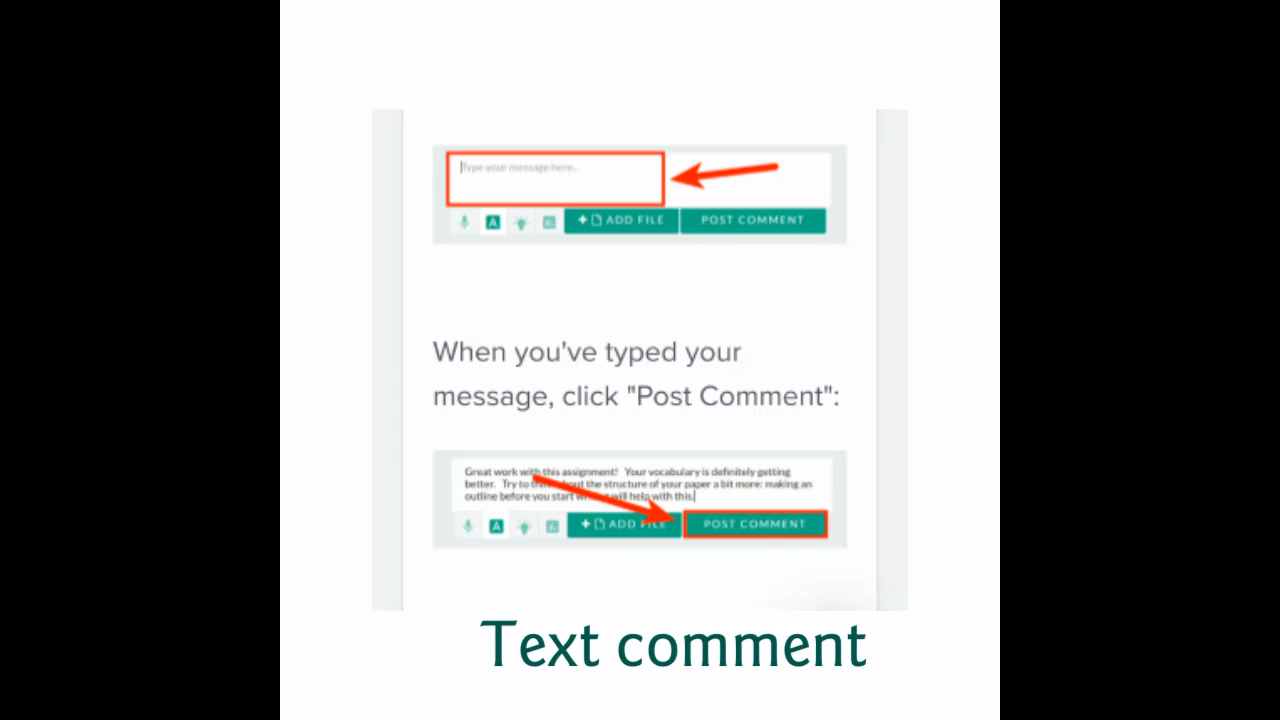 Type your message here...
A
+ ADD FILE POST COMMENT
When you've typed your
message, click "Post Comment":
Great work with this assignment! Your vocabulary is definitely getting
better. Try to about the structure of your paper a bit more: making an
outline before you start will help with this.
A
+ ADD FILE POST COMMENT
Text comment